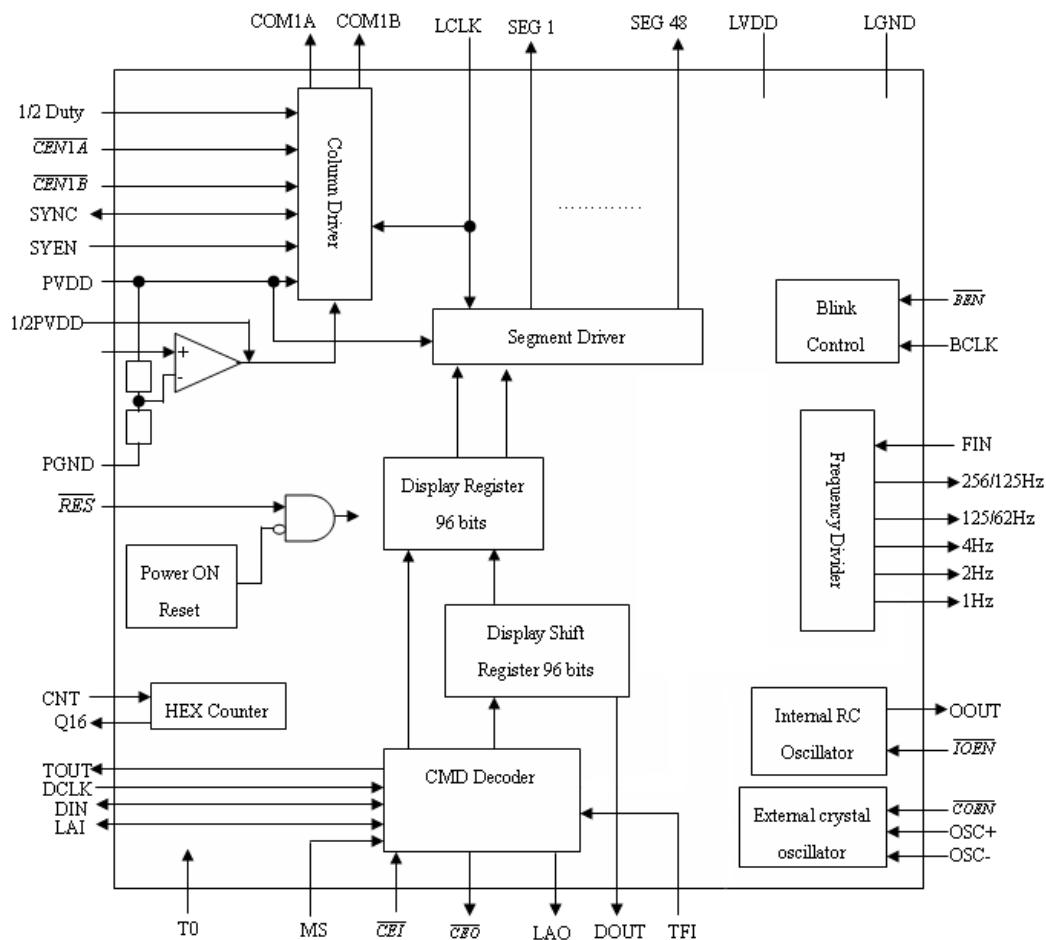 COM1A COM1B LCLK SEG 1 SEG 48 LVDD LGND
1/2 Duty
CEN1A
CEN1B
SYNC
SYEN
PVDD
1/2PVDD
+
-
PGND
Column Driver
.............
Segment Driver
Blink
Control
BEN
BCLK
RES
Power ON
Reset
Display Register
96 bits
Display Shift
Register 96 bits
Frequency Divider
FIN
256/125Hz
125/62Hz
4Hz
2Hz
1Hz
CNT
Q16
HEX Counter
TOUT
DCLK
DIN
LAI
CMD Decoder
Internal RC
Oscillator
OOUT
IOEN
External crystal
oscillator
COEN
OSC+
OSC-
T0 MS CEI CEO LAO DOUT TFI